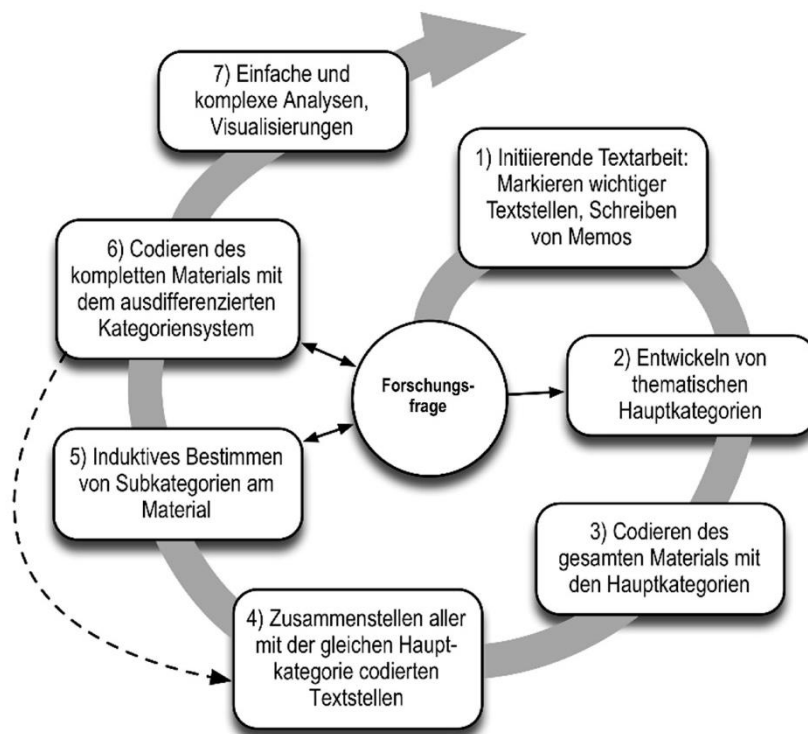 1) Initiierende Textarbeit:
Markieren wichtiger
Textstellen, Schreiben
von Memos
2) Entwickeln von
thematischen
Hauptkategorien
3) Codieren des
gesamten Materials mit
den Hauptkategorien
4) Zusammenstellen aller
mit der gleichen Haupt-
kategorie codierten
Textstellen
5) Induktives Bestimmen
von Subkategorien am
Material
6) Codieren des
kompletten Materials mit
dem ausdifferenzierten
Kategoriensystem
7) Einfache und
komplexe Analysen,
Visualisierungen
Forschungs-
frage